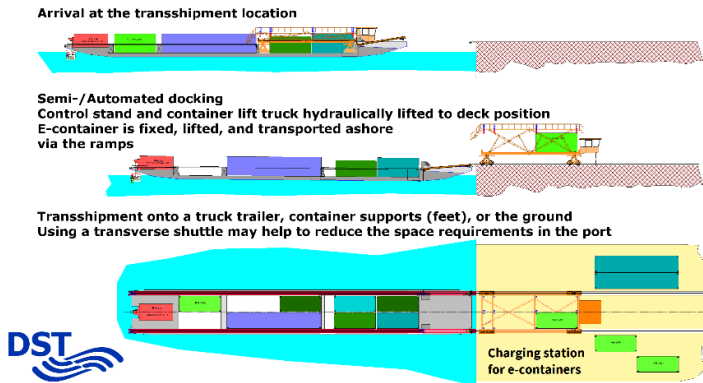 Arrival at the transshipment location
Semi-/Automated docking
Control stand and container lift truck hydraulically lifted to deck position
E-container is fixed, lifted, and transported ashore
via the ramps
Transshipment onto a truck trailer, container supports (feet), or the ground
Using a transverse shuttle may help to reduce the space requirements in the port
DST
Charging station
for e-containers